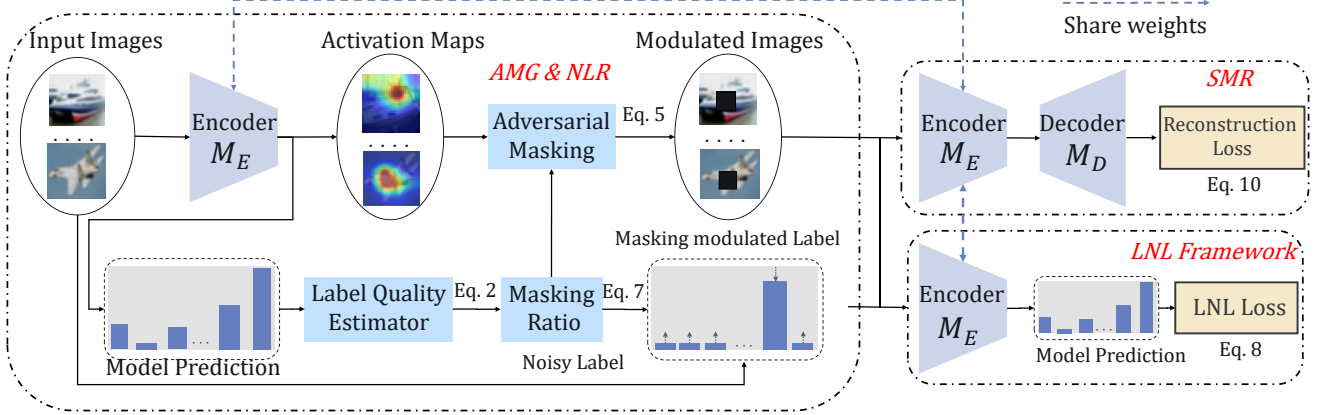 Share weights
Input Images
Activation Maps
Modulated Images
AMG & NLR
SMR
Encoder
M_E
Adversarial
Masking
Eq. 5
Encoder
M_E
Decoder
M_D
Reconstruction
Loss
Eq. 10
. . . .
. . . .
. . . .
Masking modulated Label
LNL Framework
Label Quality
Estimator
Eq. 2
Masking
Ratio
Eq. 7
Encoder
M_E
LNL Loss
Eq. 8
. . .
. . .
. . .
Model Prediction
Noisy Label
Model Prediction